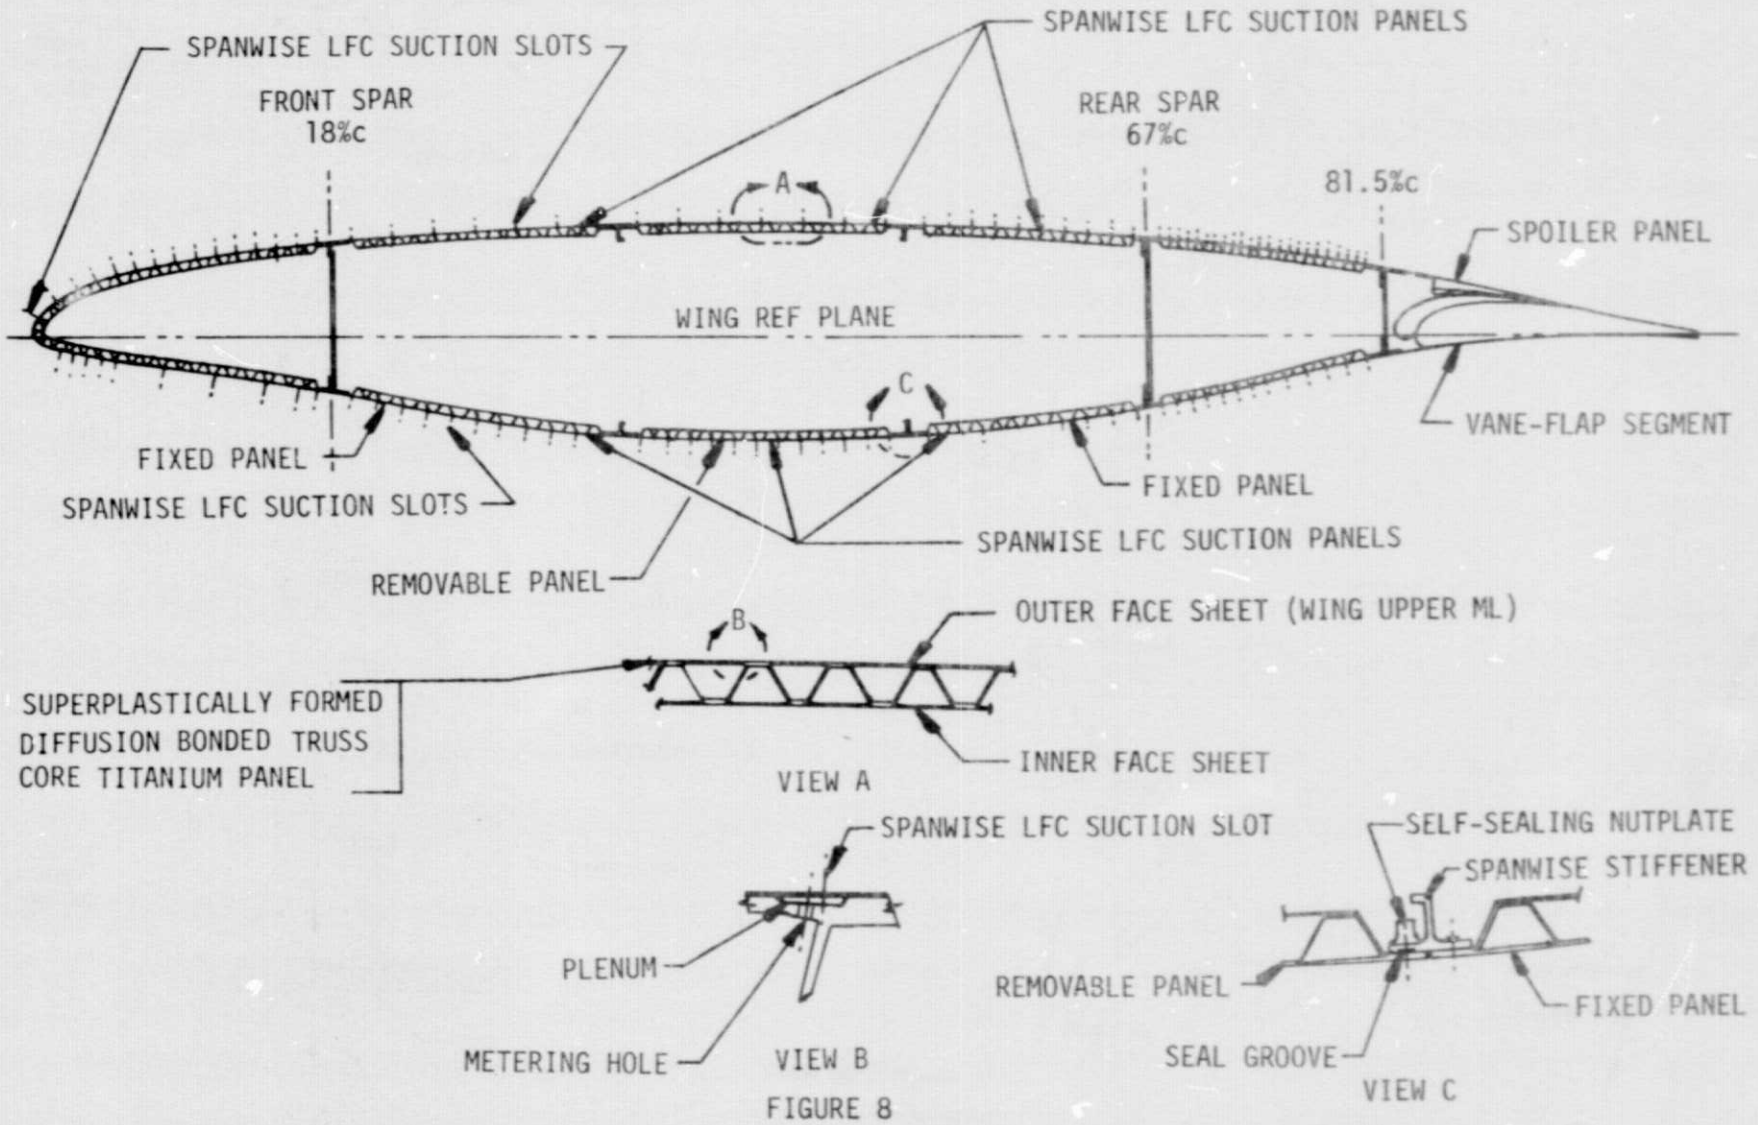 SPANWISE LFC SUCTION PANELS
SPANWISE LFC SUCTION SLOTS
FRONT SPAR
18%c
REAR SPAR
67%c
81.5%c
A
SPOILER PANEL
WING REF PLANE
C
VANE-FLAP SEGMENT
FIXED PANEL
SPANWISE LFC SUCTION SLOTS
FIXED PANEL
SPANWISE LFC SUCTION PANELS
REMOVABLE PANEL
B
OUTER FACE SHEET (WING UPPER ML)
SUPERPLASTICALLY FORMED
DIFFUSION BONDED TRUSS
CORE TITANIUM PANEL
INNER FACE SHEET
VIEW A
SPANWISE LFC SUCTION SLOT
SELF-SEALING NUTPLATE
SPANWISE STIFFENER
PLENUM
REMOVABLE PANEL
FIXED PANEL
METERING HOLE
VIEW B
SEAL GROOVE
VIEW C
FIGURE 8